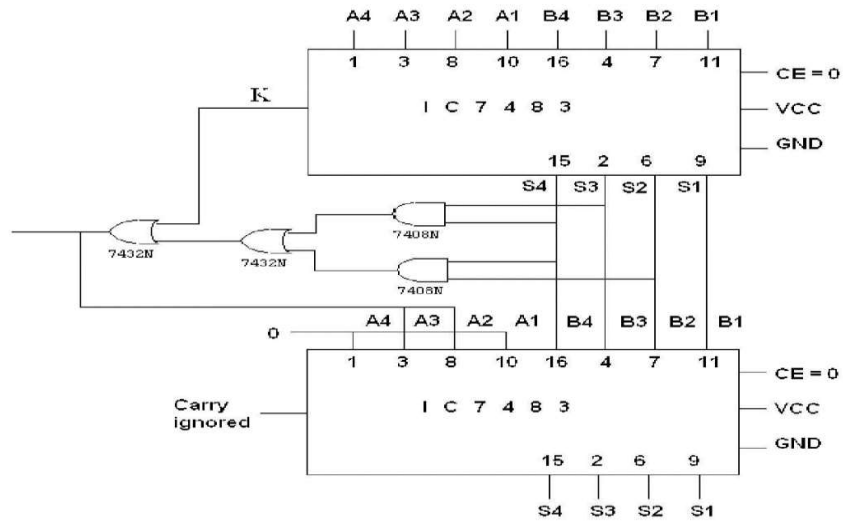 A4 A3 A2 A1 B4 B3 B2 B1
1 3 8 10 16 4 7 11
CE = 0
K
I C 7 4 8 3
VCC
GND
15 2 6 9
S4 S3 S2 S1
7408N
7432N
7432N
7408N
0
A4 A3 A2 A1 B4 B3 B2 B1
1 3 8 10 16 4 7 11
CE = 0
Carry
ignored
I C 7 4 8 3
VCC
GND
15 2 6 9
S4 S3 S2 S1